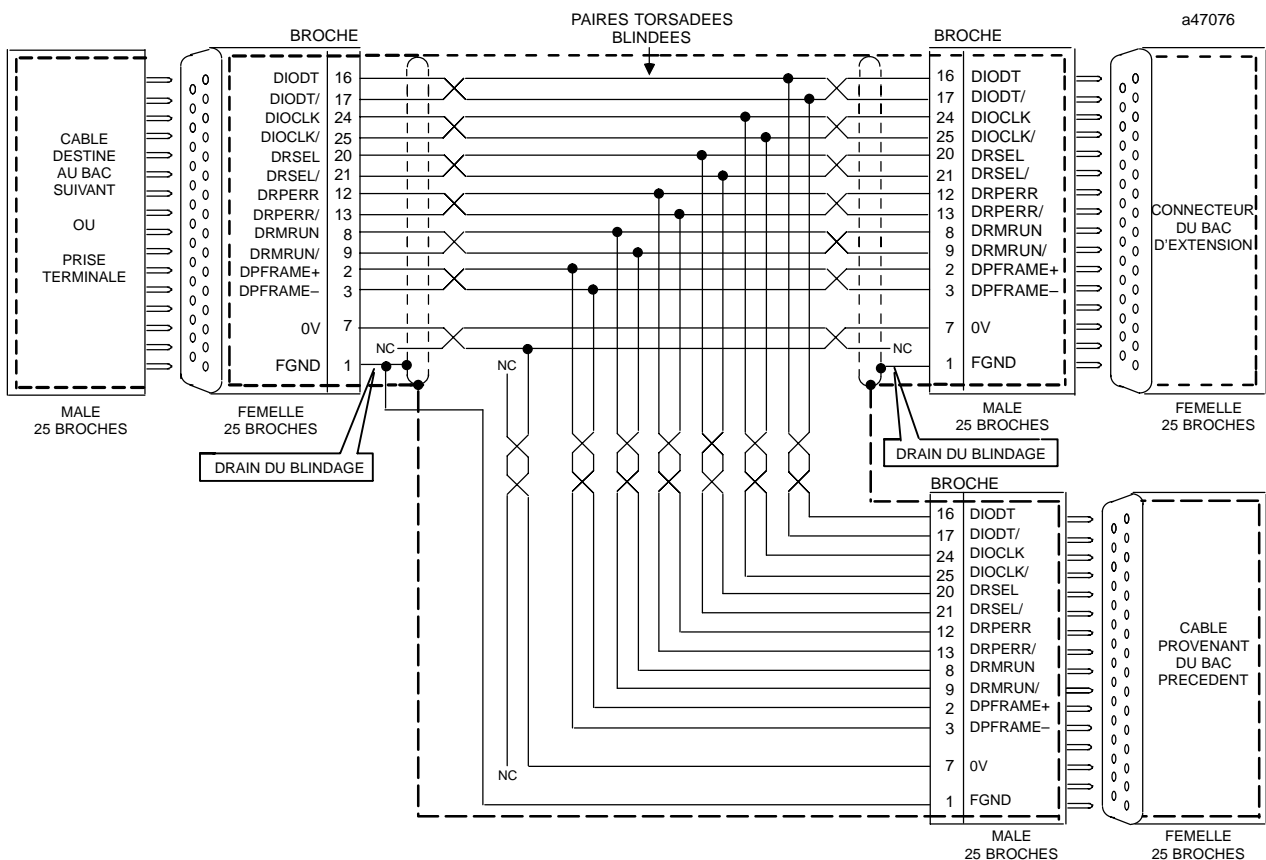 PAIRES TORSADEES
BLINDEES
a47076
BROCHE
BROCHE
CABLE
DESTINE
AU BAC
SUIVANT
OU
PRISE
TERMINALE
DIODT 16
DIODT/ 17
DIOCLK 24
DIOCLK/ 25
DRSEL 20
DRSEL/ 21
DRPERR 12
DRPERR/ 13
DRMRUN 8
DRMRUN/ 9
DPFRAME+ 2
DPFRAME– 3
0V 7
NC
FGND 1
NC
NC
16 DIODT
17 DIODT/
24 DIOCLK
25 DIOCLK/
20 DRSEL
21 DRSEL/
12 DRPERR
13 DRPERR/
8 DRMRUN
9 DRMRUN/
2 DPFRAME+
3 DPFRAME–
7 0V
1 FGND
CONNECTEUR
DU BAC
D'EXTENSION
MALE
25 BROCHES
FEMELLE
25 BROCHES
MALE
25 BROCHES
FEMELLE
25 BROCHES
DRAIN DU BLINDAGE
DRAIN DU BLINDAGE
BROCHE
16 DIODT
17 DIODT/
24 DIOCLK
25 DIOCLK/
20 DRSEL
21 DRSEL/
12 DRPERR
13 DRPERR/
8 DRMRUN
9 DRMRUN/
2 DPFRAME+
3 DPFRAME–
7 0V
1 FGND
NC
CABLE
PROVENANT
DU BAC
PRECEDENT
MALE
25 BROCHES
FEMELLE
25 BROCHES